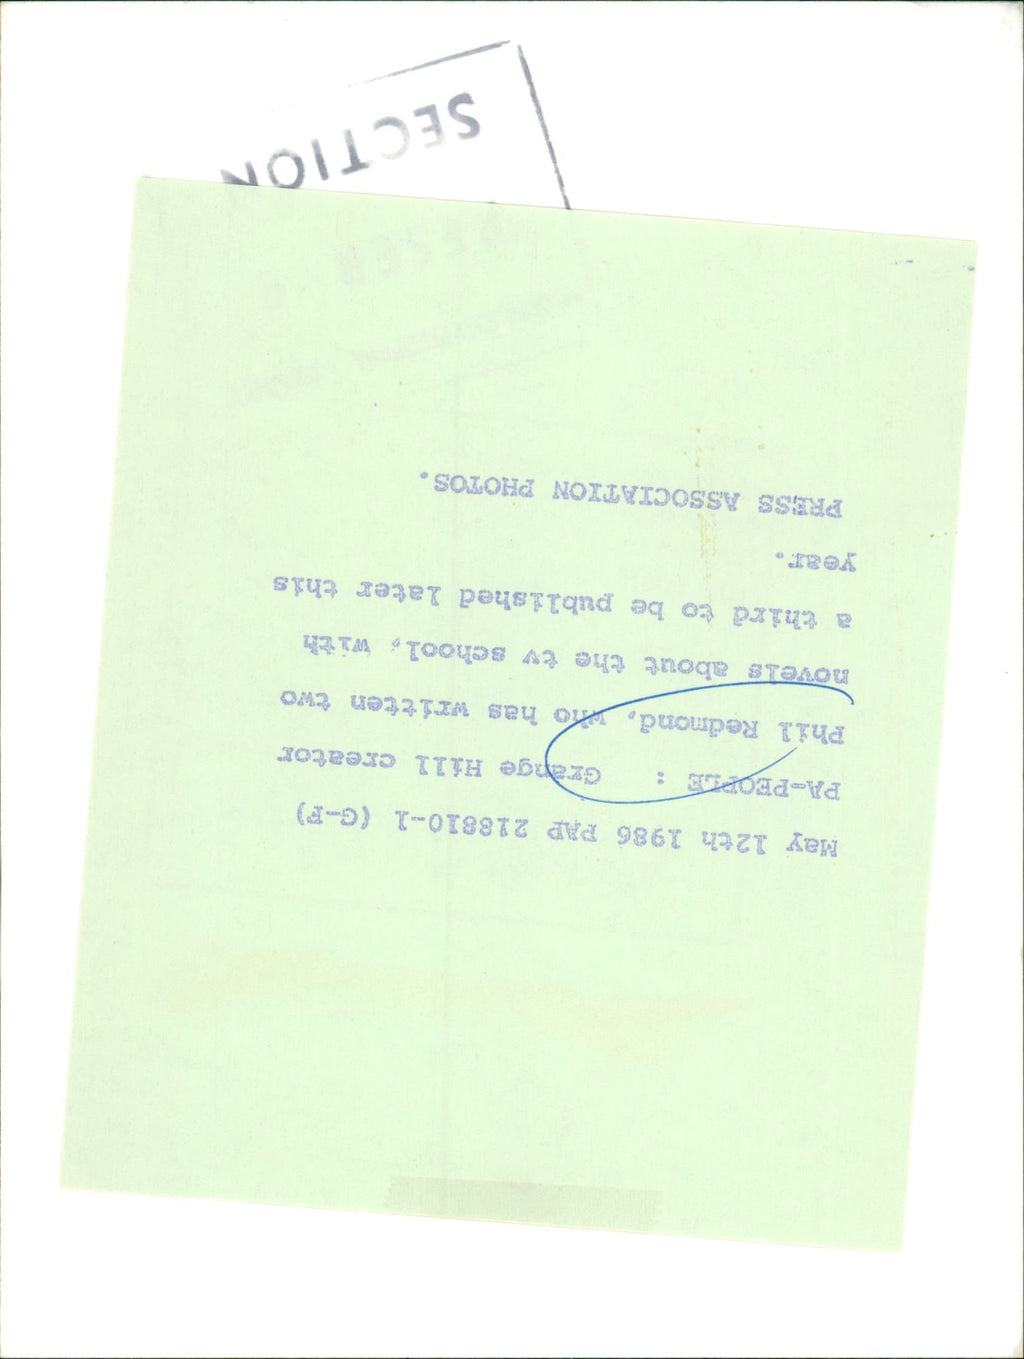 May 12th 1986 PAP 218810-1 (G-F)
PA-PEOPLE : Grange Hill creator
Phil Redmond, who has written two
novels about the tv school, with
a third to be published later this
year.
PRESS ASSOCIATION PHOTOS.
SECTION